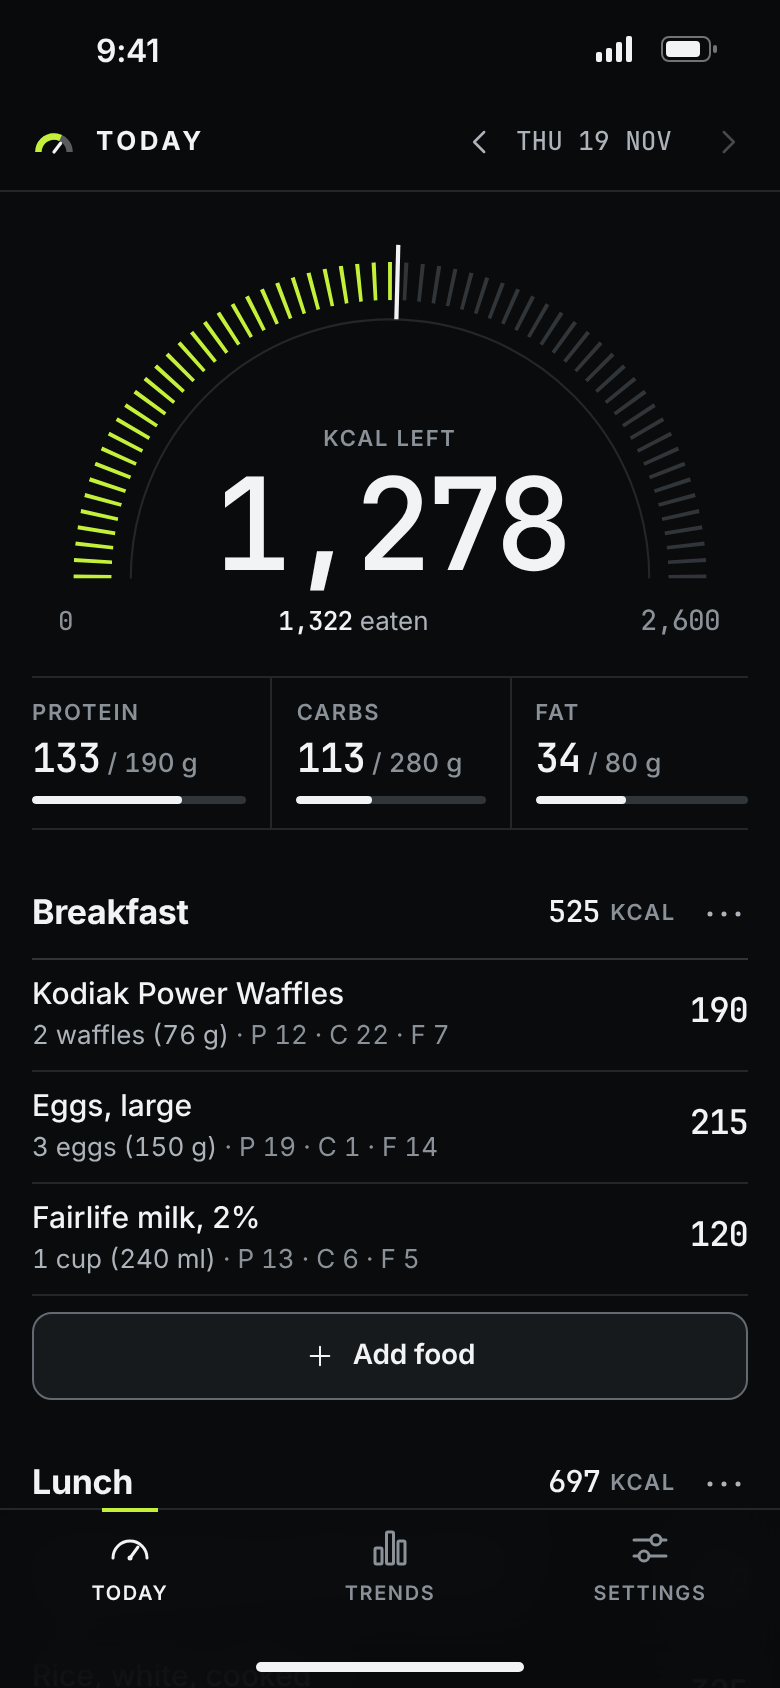 9:41
TODAY
THU 19 NOV
KCAL LEFT
1,278
0
1,322 eaten
2,600
PROTEIN
133 / 190 g
CARBS
113 / 280 g
FAT
34 / 80 g
Breakfast
525 KCAL
Kodiak Power Waffles
190
2 waffles (76 g) · P 12 · C 22 · F 7
Eggs, large
215
3 eggs (150 g) · P 19 · C 1 · F 14
Fairlife milk, 2%
120
1 cup (240 ml) · P 13 · C 6 · F 5
+ Add food
Lunch
697 KCAL
TODAY
TRENDS
SETTINGS
Rice, white, cooked